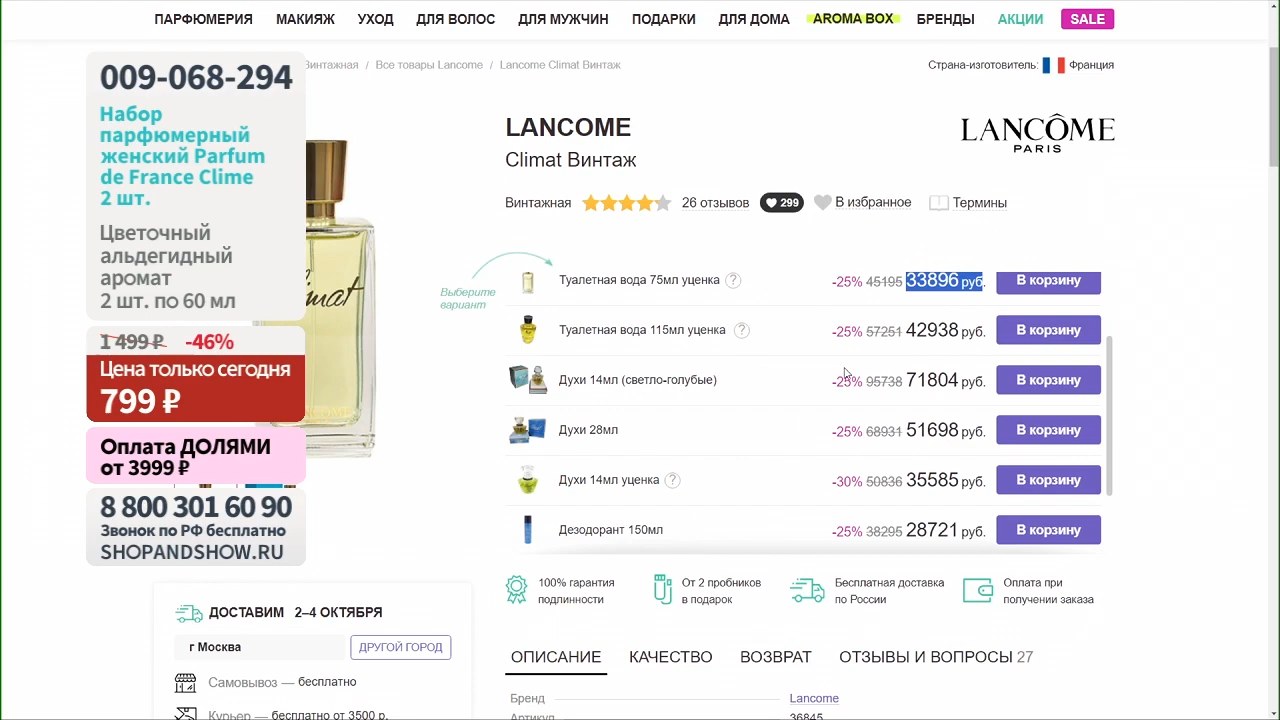 ПАРФЮМЕРИЯ МАКИЯЖ УХОД ДЛЯ ВОЛОС ДЛЯ МУЖЧИН ПОДАРКИ ДЛЯ ДОМА AROMA BOX БРЕНДЫ АКЦИИ SALE
Винтажная / Все товары Lancome / Lancome Climat Винтаж
Страна-изготовитель: Франция
009-068-294
Набор
парфюмерный
женский Parfum
de France Clime
2 шт.
Цветочный
альдегидный
аромат
2 шт. по 60 мл
1 499 ₽ -46%
Цена только сегодня
799 ₽
Оплата ДОЛЯМИ
от 3999 ₽
8 800 301 60 90
Звонок по РФ бесплатно
SHOPANDSHOW.RU
LANCOME
Climat Винтаж
LANCÔME
PARIS
Винтажная 26 отзывов 299 В избранное Термины
Выберите
вариант
Туалетная вода 75мл уценка ? -25% 45195 33896 руб. В корзину
Туалетная вода 115мл уценка ? -25% 57251 42938 руб. В корзину
Духи 14мл (светло-голубые) -25% 95738 71804 руб. В корзину
Духи 28мл -25% 68931 51698 руб. В корзину
Духи 14мл уценка ? -30% 50836 35585 руб. В корзину
Дезодорант 150мл -25% 38295 28721 руб. В корзину
100% гарантия
подлинности
От 2 пробников
в подарок
Бесплатная доставка
по России
Оплата при
получении заказа
ДОСТАВИМ 2–4 ОКТЯБРЯ
г Москва ДРУГОЙ ГОРОД
Самовывоз — бесплатно
Курьер — бесплатно от 3500 р.
ОПИСАНИЕ КАЧЕСТВО ВОЗВРАТ ОТЗЫВЫ И ВОПРОСЫ 27
Бренд Lancome
Артикул 36845